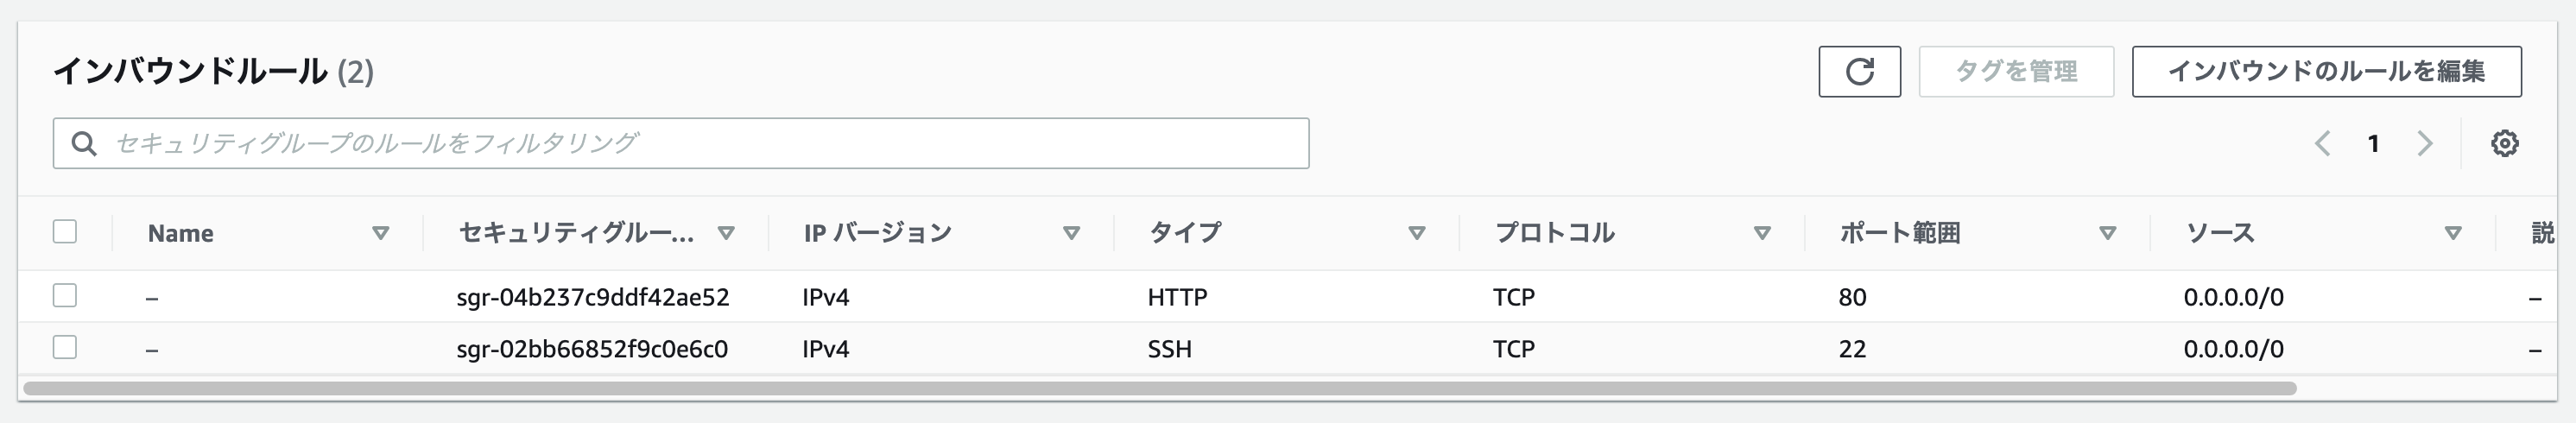 インバウンドルール (2)
タグを管理
インバウンドのルールを編集
セキュリティグループのルールをフィルタリング
1
Name セキュリティグルー... IP バージョン タイプ プロトコル ポート範囲 ソース 説
– sgr-04b237c9ddf42ae52 IPv4 HTTP TCP 80 0.0.0.0/0 –
– sgr-02bb66852f9c0e6c0 IPv4 SSH TCP 22 0.0.0.0/0 –